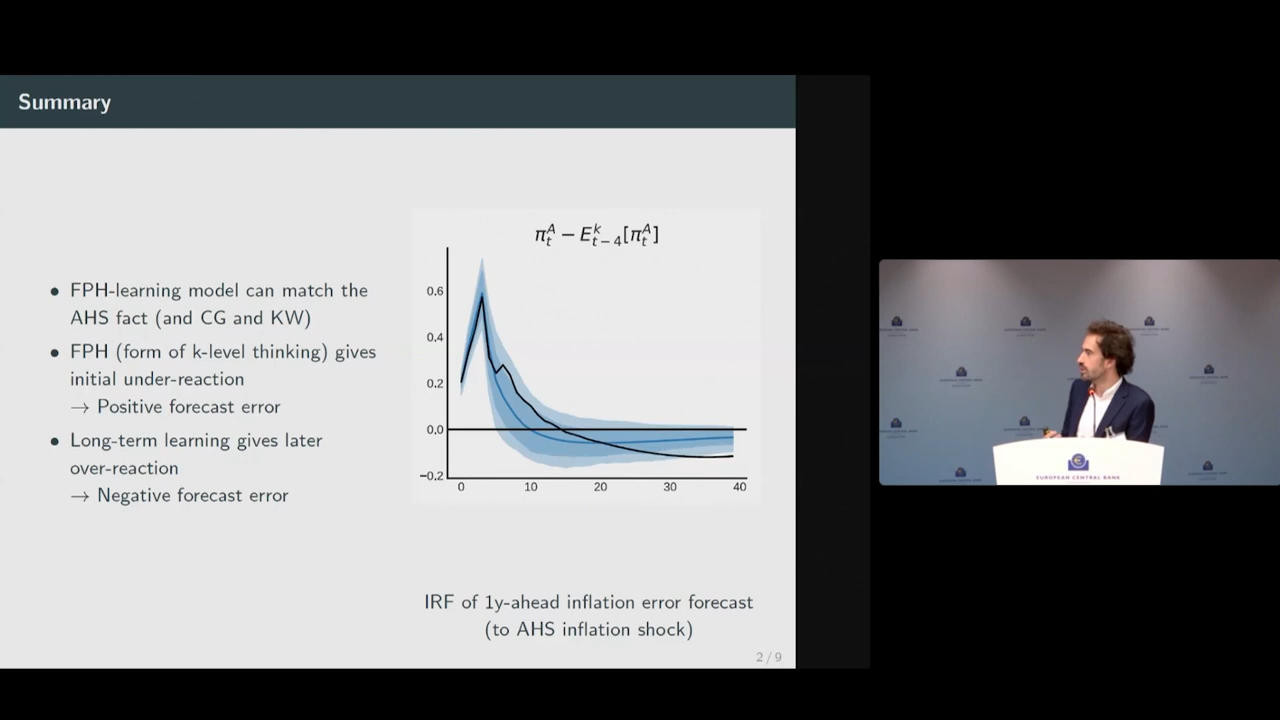 Summary
• FPH-learning model can match the
AHS fact (and CG and KW)
• FPH (form of k-level thinking) gives
initial under-reaction
→ Positive forecast error
• Long-term learning gives later
over-reaction
→ Negative forecast error
π_t^A − E_{t−4}^k[π_t^A]
0.6
0.4
0.2
0.0
−0.2
0 10 20 30 40
IRF of 1y-ahead inflation error forecast
(to AHS inflation shock)
2 / 9
EUROPEAN CENTRAL BANK